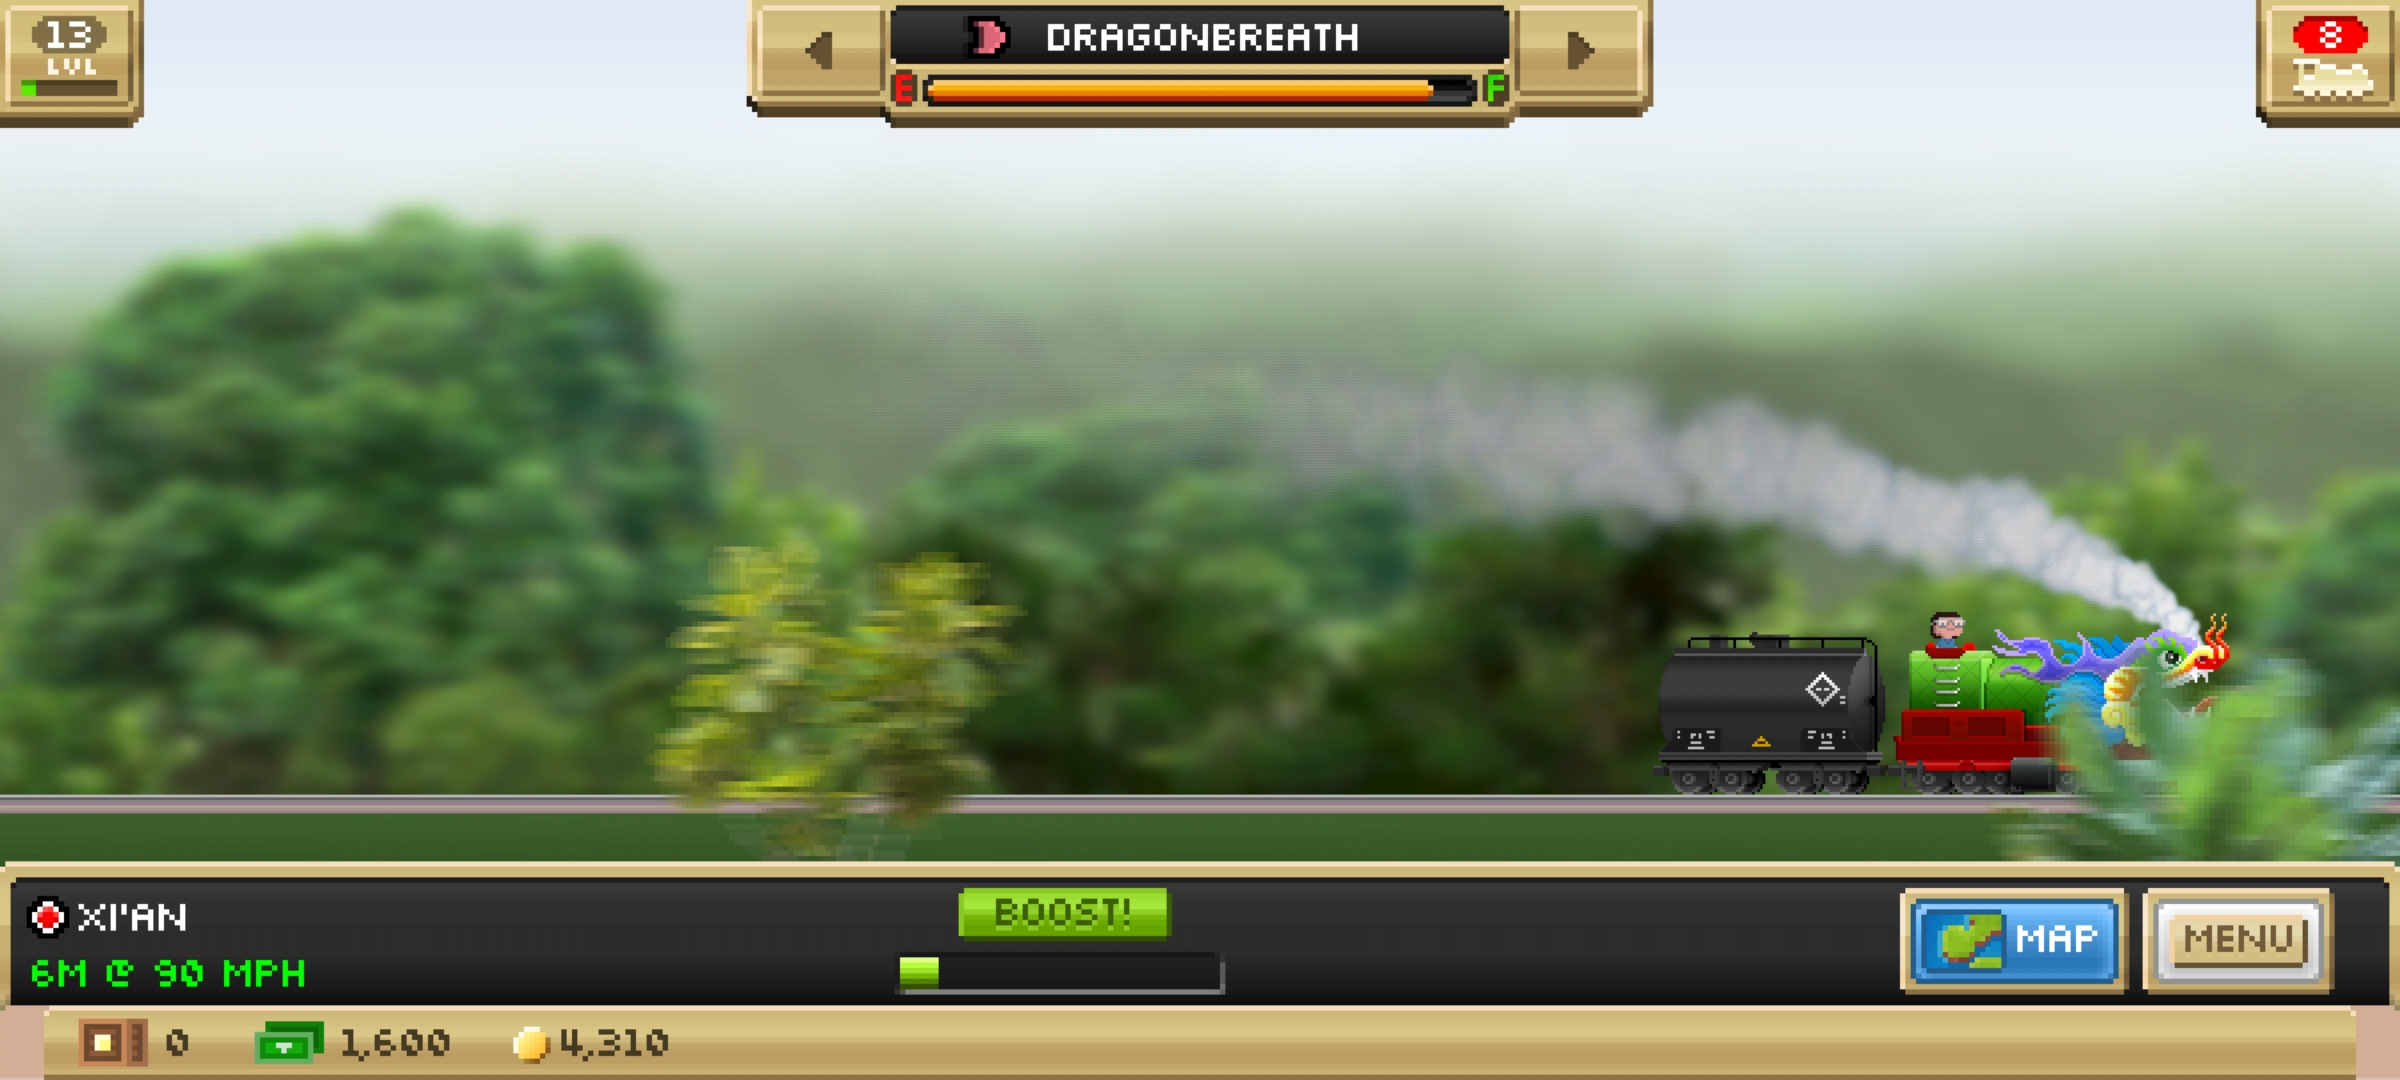 13
LVL
DRAGONBREATH
E F
8
XI'AN
6M @ 90 MPH
BOOST!
MAP
MENU
0
1,600
4,310